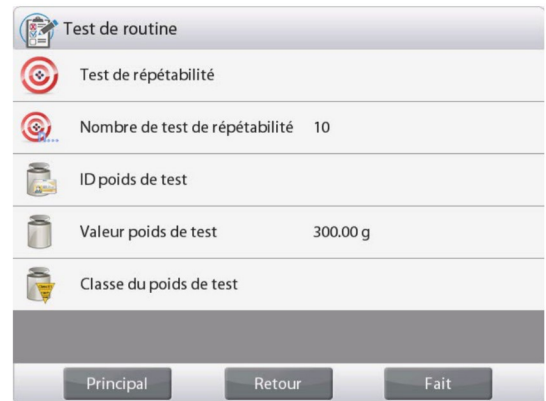 Test de routine
Test de répétabilité
Nombre de test de répétabilité 10
ID poids de test
Valeur poids de test 300.00 g
Classe du poids de test
Principal Retour Fait